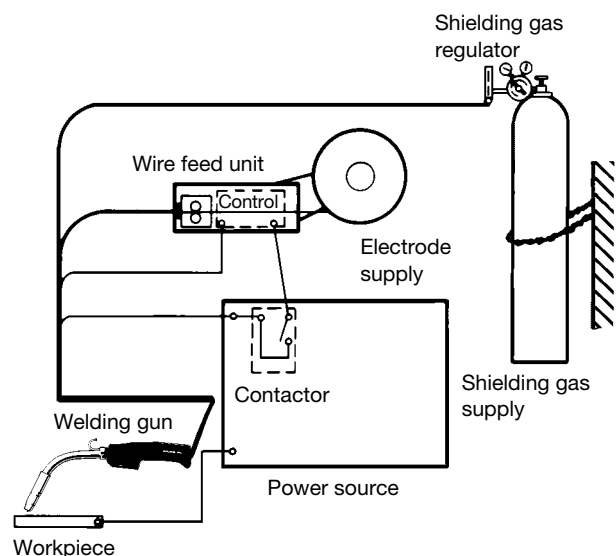 Shielding gas
regulator
Wire feed unit
Control
Electrode
supply
Contactor
Shielding gas
supply
Welding gun
Power source
Workpiece